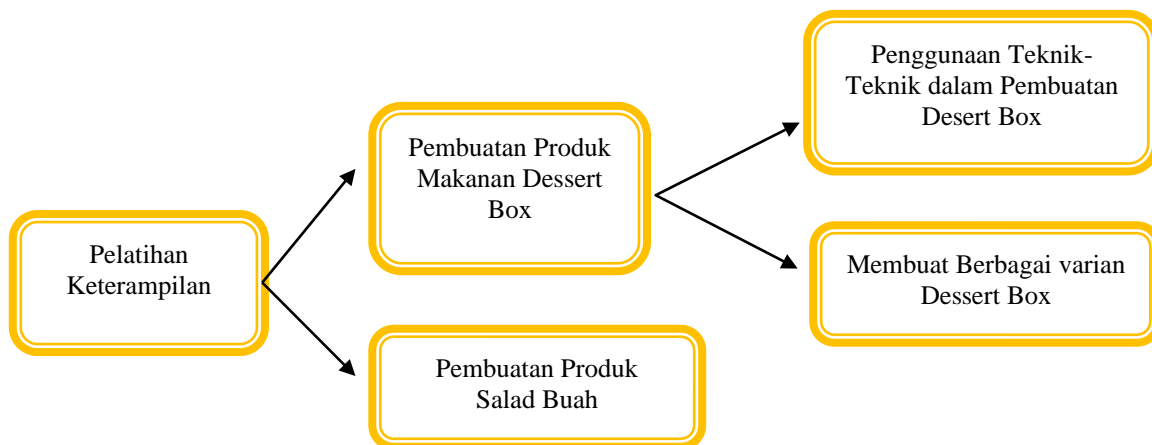 Pelatihan
Keterampilan
Pembuatan Produk
Makanan Dessert
Box
Pembuatan Produk
Salad Buah
Penggunaan Teknik-
Teknik dalam Pembuatan
Desert Box
Membuat Berbagai varian
Dessert Box